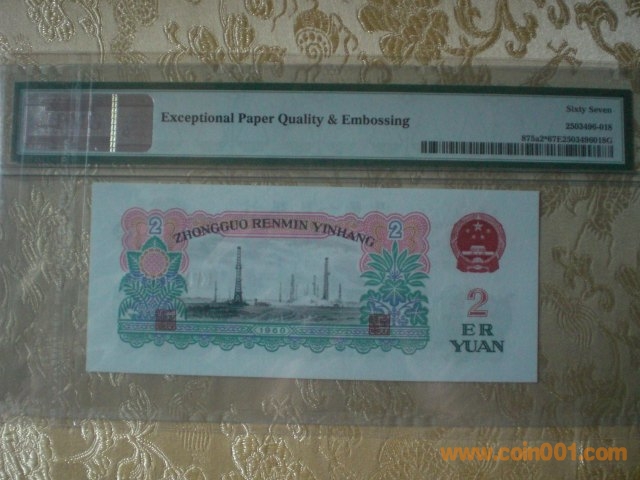 Exceptional Paper Quality & Embossing
Sixty Seven
2503496-018
875a2*67E2503496018G
2 2
ZHONGGUO RENMIN YINHANG
1960
2
ER
YUAN
www.coin001.com